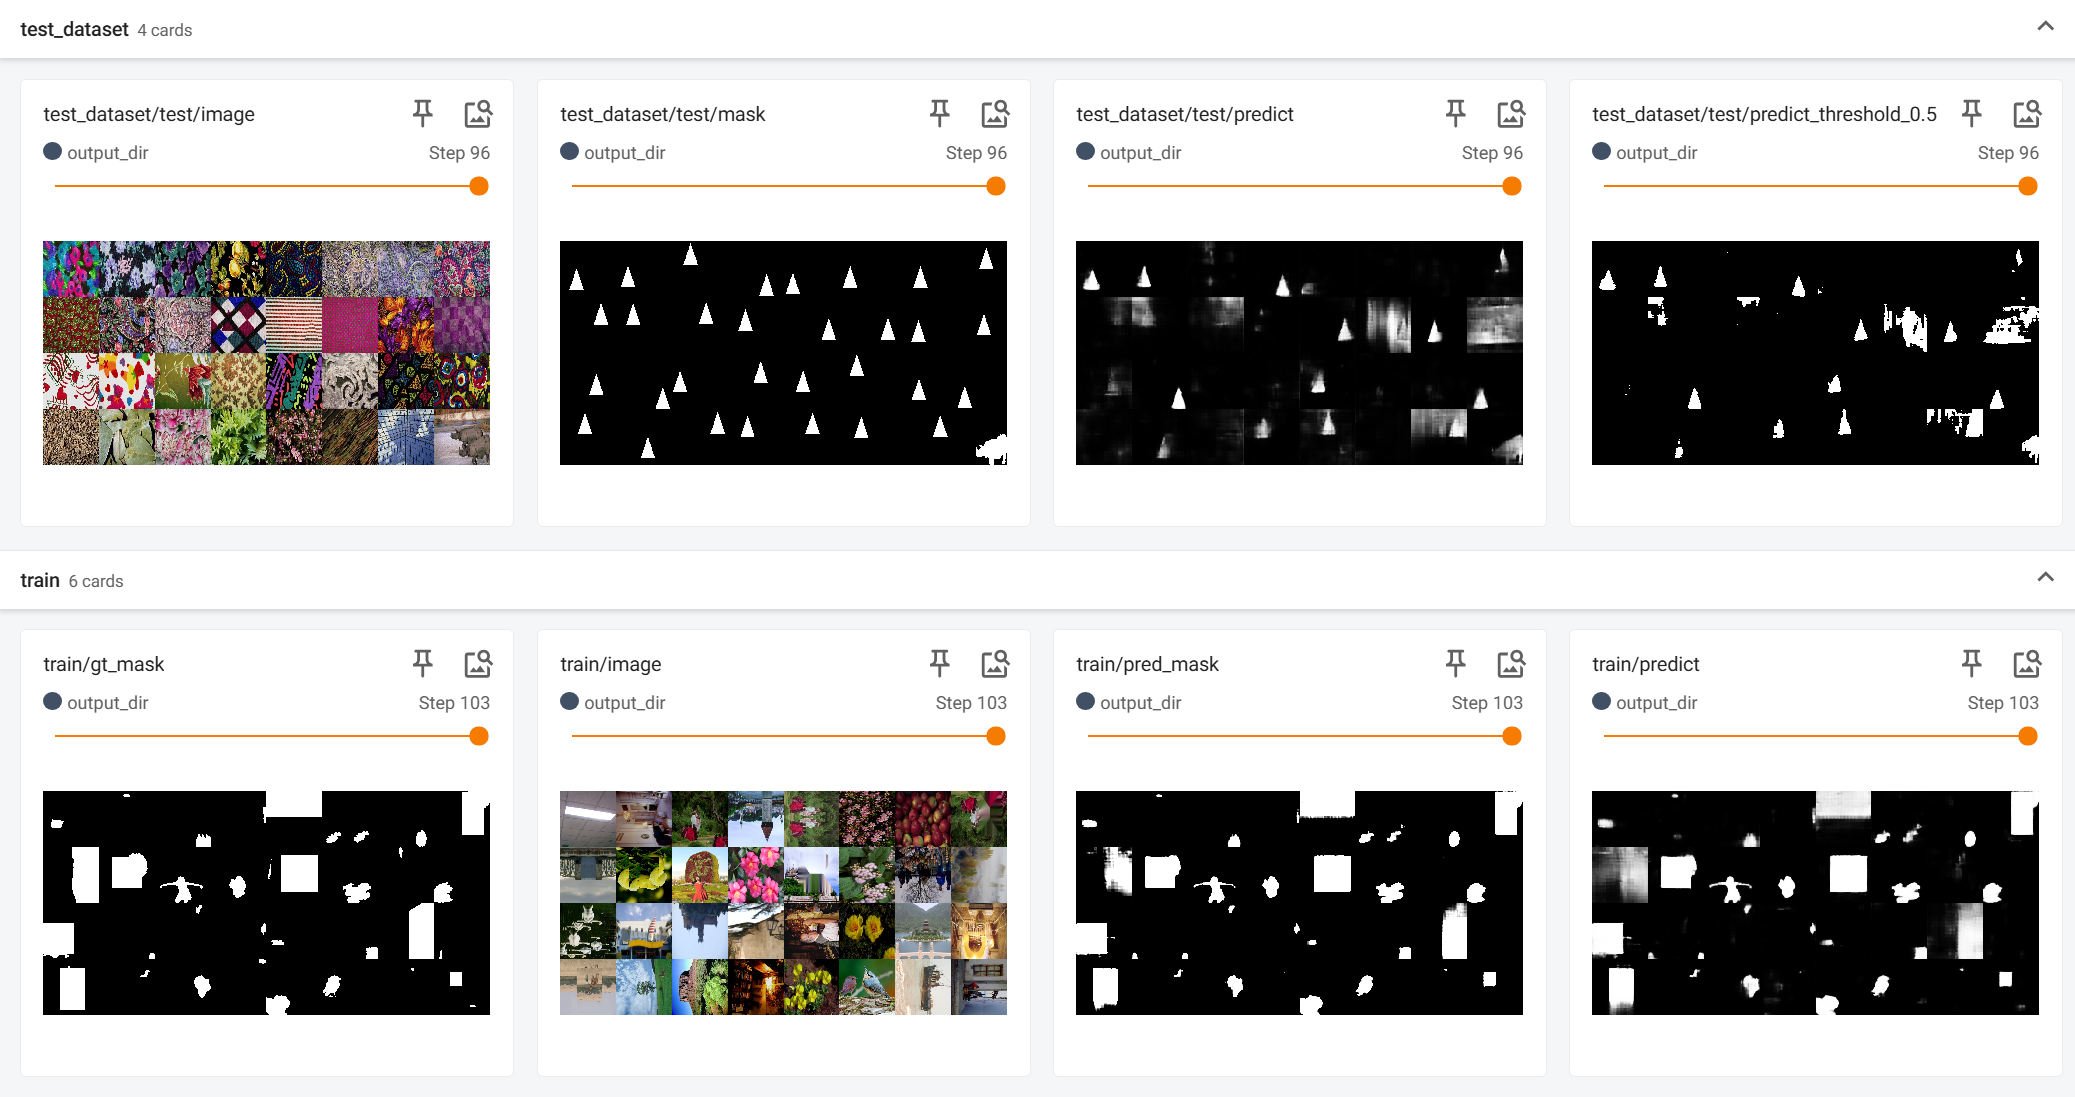 test_dataset 4 cards
test_dataset/test/image
output_dir Step 96
test_dataset/test/mask
output_dir Step 96
test_dataset/test/predict
output_dir Step 96
test_dataset/test/predict_threshold_0.5
output_dir Step 96
train 6 cards
train/gt_mask
output_dir Step 103
train/image
output_dir Step 103
train/pred_mask
output_dir Step 103
train/predict
output_dir Step 103